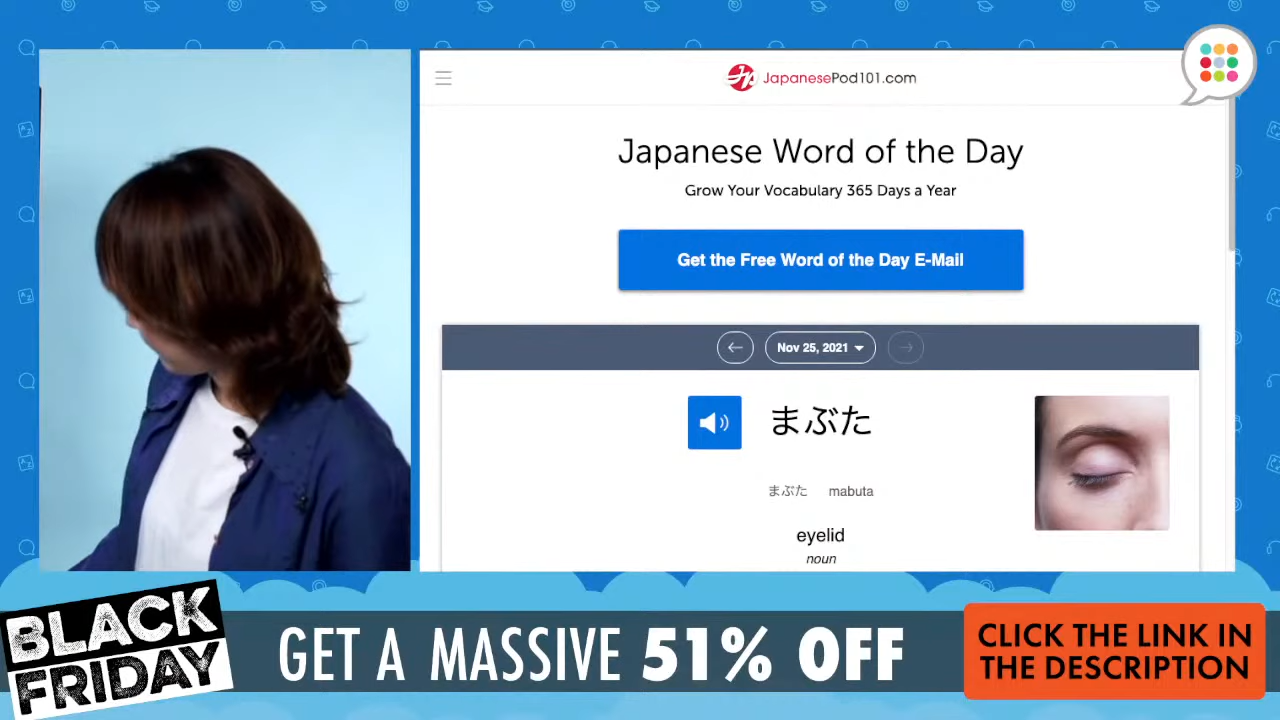 JapanesePod101.com
Japanese Word of the Day
Grow Your Vocabulary 365 Days a Year
Get the Free Word of the Day E-Mail
Nov 25, 2021
まぶた
まぶた mabuta
eyelid
noun
BLACK
FRIDAY
GET A MASSIVE 51% OFF
CLICK THE LINK IN
THE DESCRIPTION